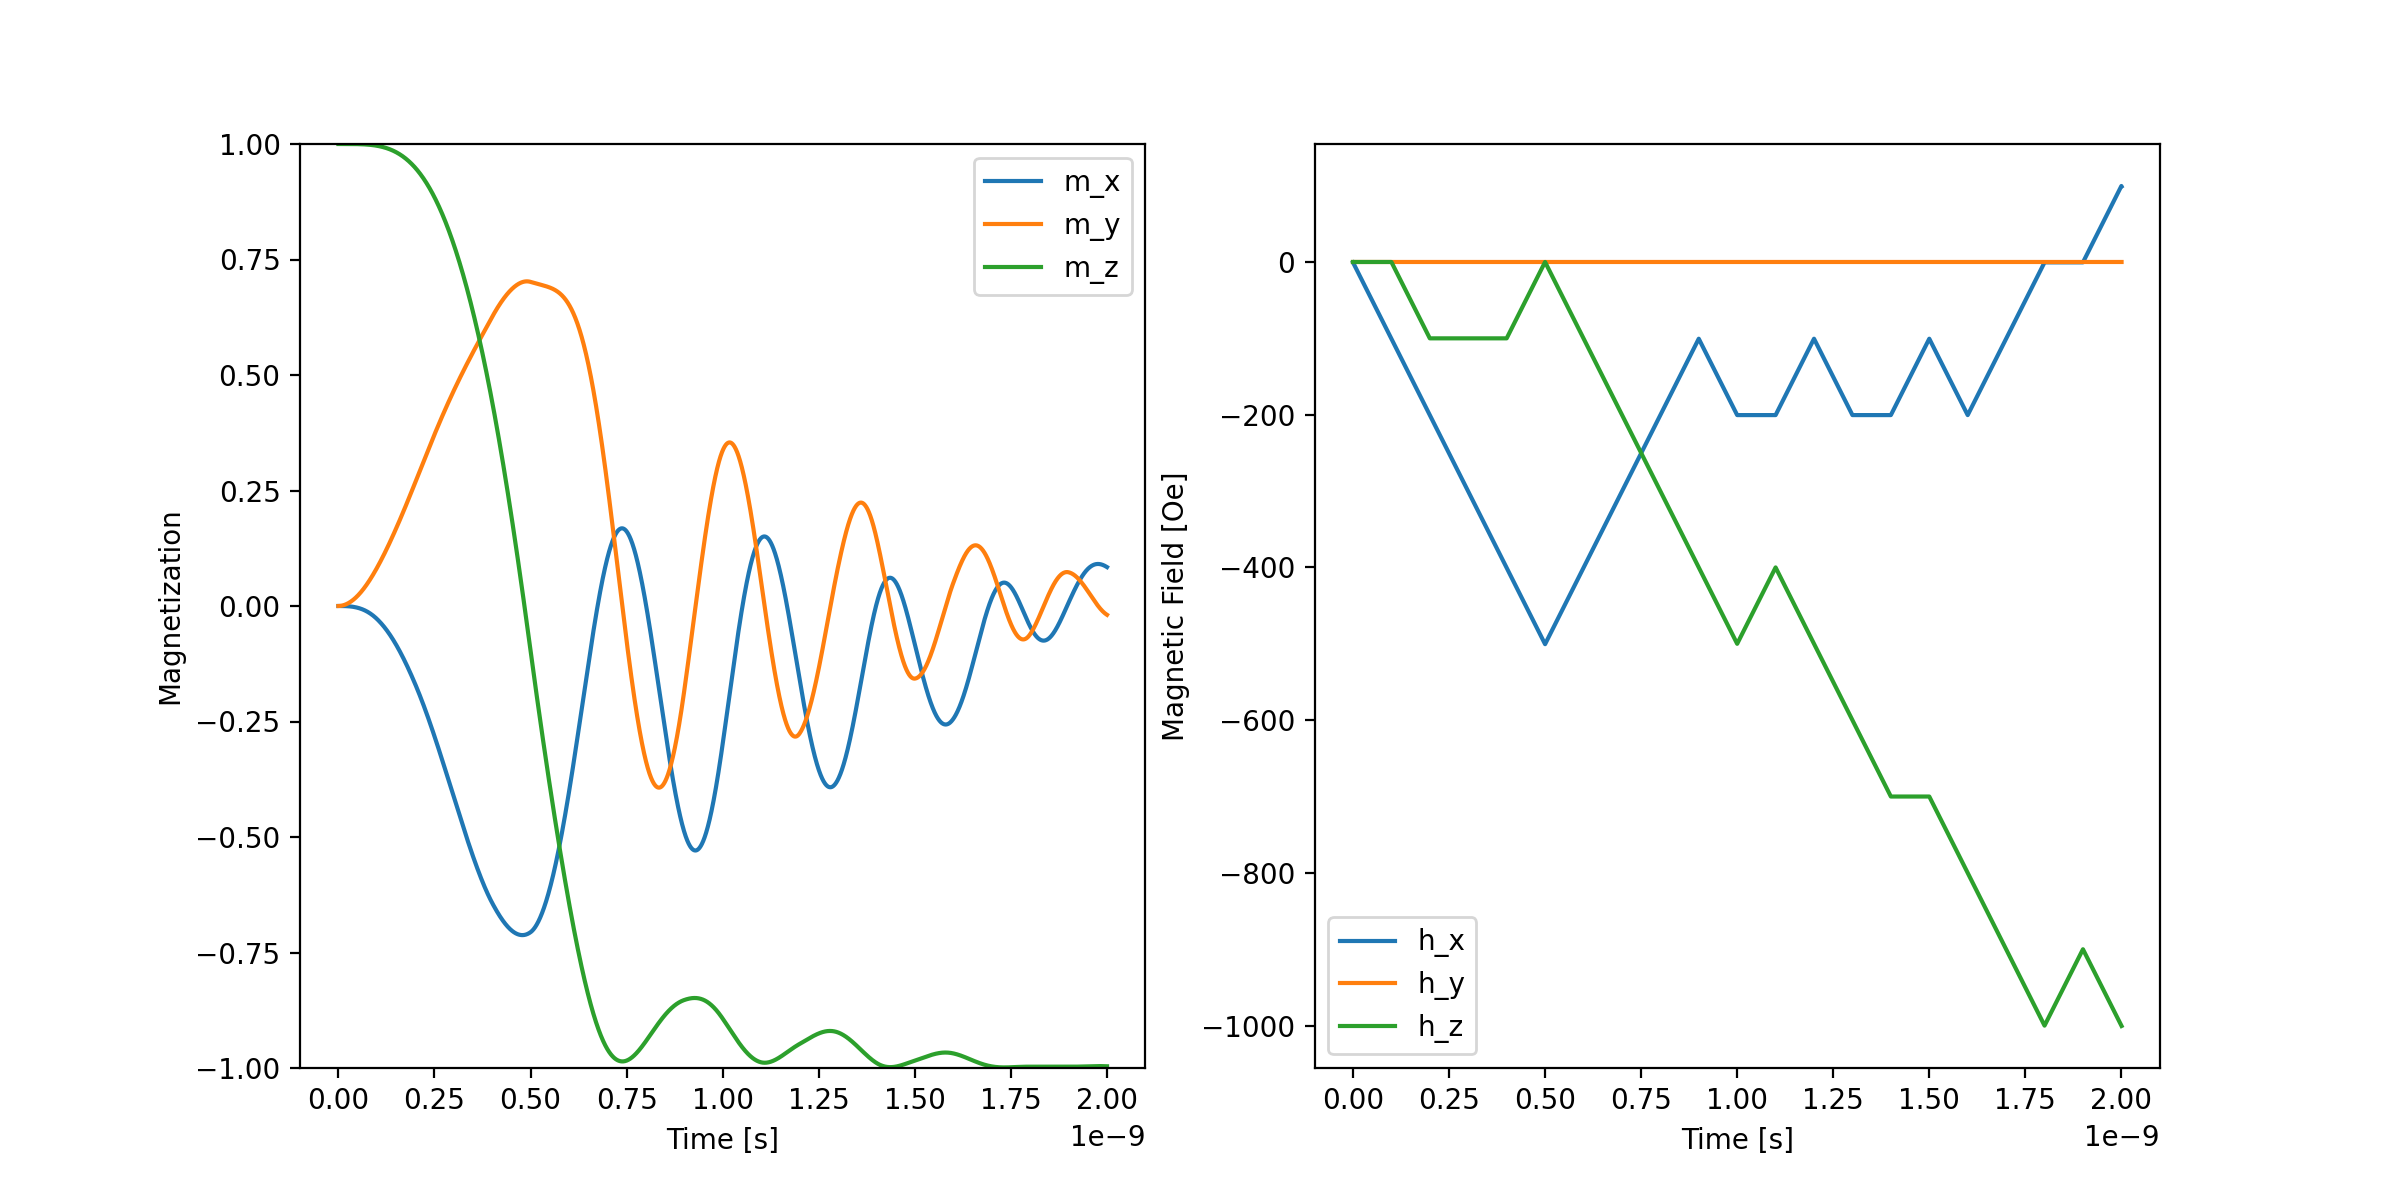 Magnetization
1.00
0.75
0.50
0.25
0.00
−0.25
−0.50
−0.75
−1.00
m_x
m_y
m_z
0.00 0.25 0.50 0.75 1.00 1.25 1.50 1.75 2.00
Time [s]
1e−9
Magnetic Field [Oe]
0
−200
−400
−600
−800
−1000
h_x
h_y
h_z
0.00 0.25 0.50 0.75 1.00 1.25 1.50 1.75 2.00
Time [s]
1e−9